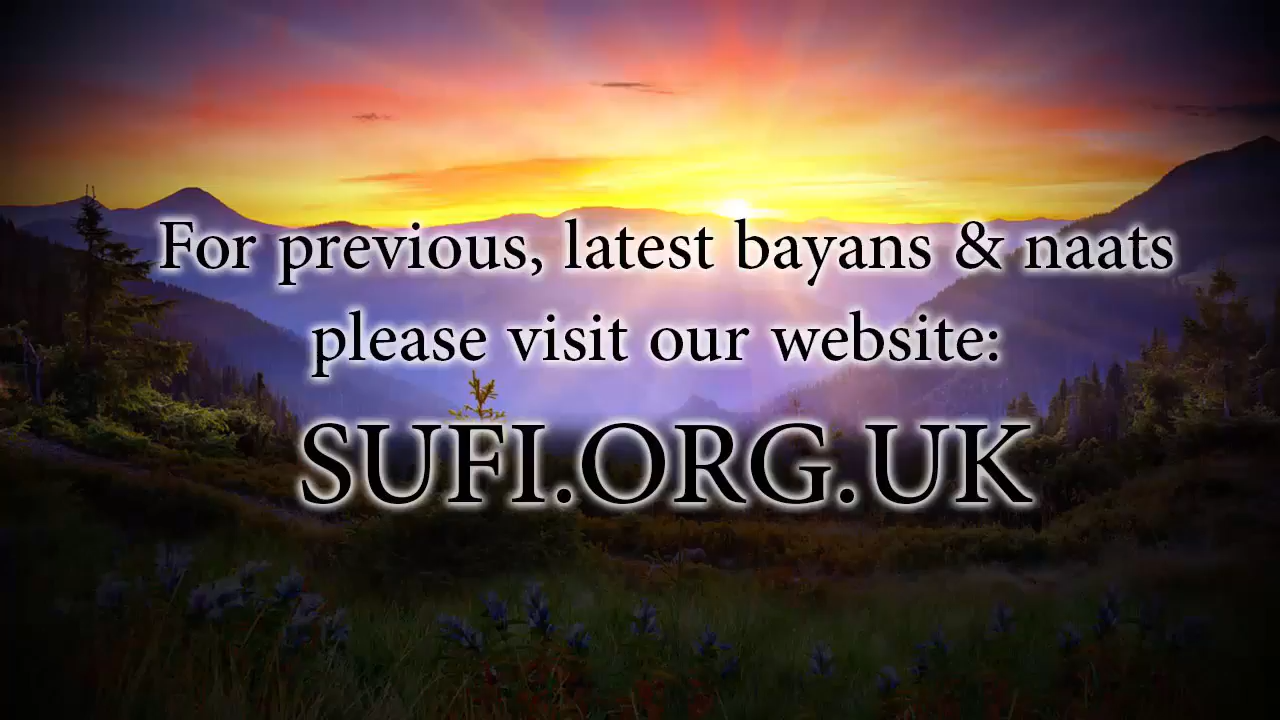 For previous, latest bayans & naats
please visit our website:
SUFI.ORG.UK